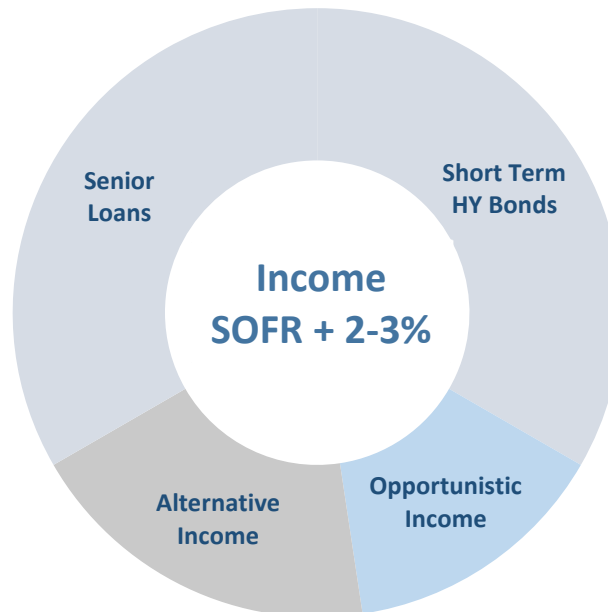 Senior
Loans
Short Term
HY Bonds
Income
SOFR + 2-3%
Alternative
Income
Opportunistic
Income